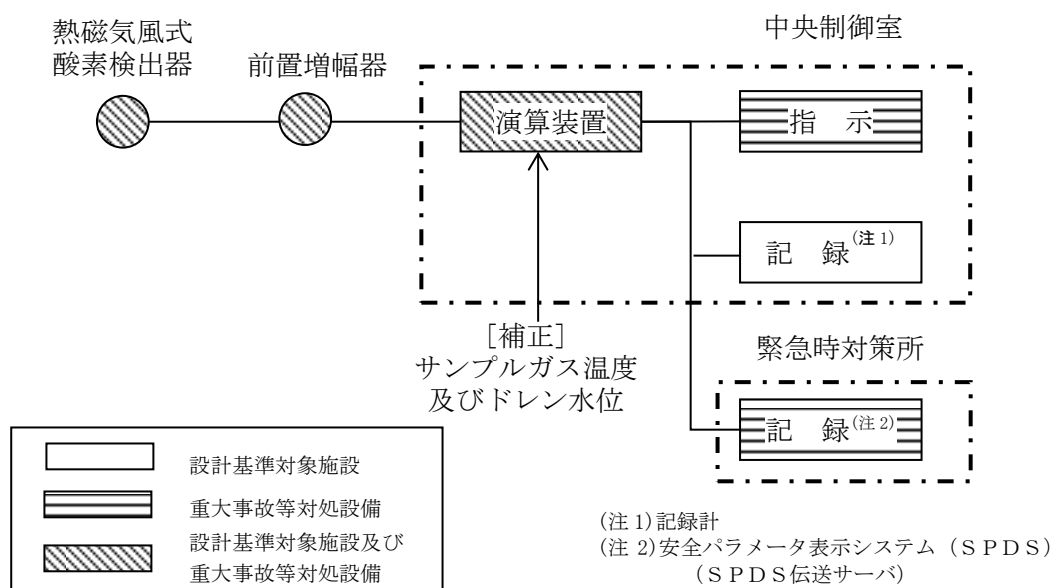 熱磁気風式
酸素検出器
前置増幅器
中央制御室
演算装置
指 示
記 録(注 1)
[補正]
サンプルガス温度
及びドレン水位
緊急時対策所
記 録(注 2)
設計基準対象施設
重大事故等対処設備
設計基準対象施設及び
重大事故等対処設備
(注 1)記録計
(注 2)安全パラメータ表示システム（ＳＰＤＳ）
（ＳＰＤＳ伝送サーバ）